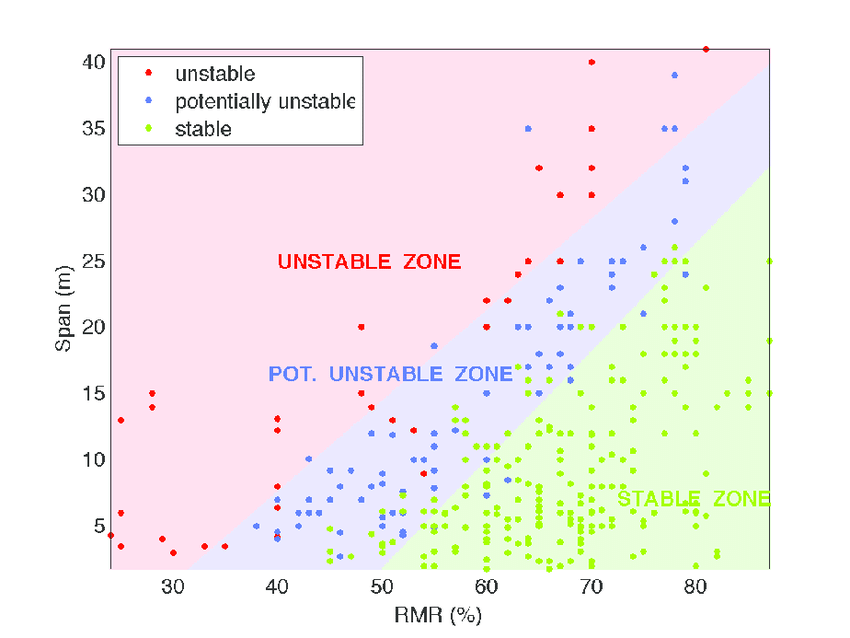 40
35
30
25
20
15
10
5
Span (m)
unstable
potentially unstable
stable
UNSTABLE ZONE
POT. UNSTABLE ZONE
STABLE ZONE
30 40 50 60 70 80
RMR (%)